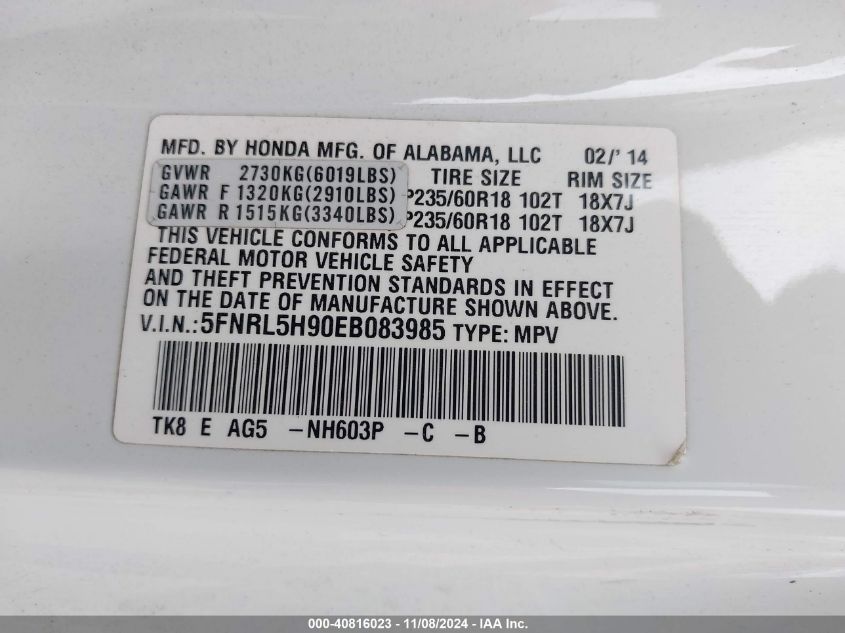 MFD. BY HONDA MFG. OF ALABAMA, LLC 02/' 14
GVWR 2730KG(6019LBS) TIRE SIZE RIM SIZE
GAWR F 1320KG(2910LBS) P235/60R18 102T 18X7J
GAWR R 1515KG(3340LBS) P235/60R18 102T 18X7J
THIS VEHICLE CONFORMS TO ALL APPLICABLE
FEDERAL MOTOR VEHICLE SAFETY
AND THEFT PREVENTION STANDARDS IN EFFECT
ON THE DATE OF MANUFACTURE SHOWN ABOVE.
V.I.N.: 5FNRL5H90EB083985 TYPE: MPV
TK8 E AG5 -NH603P -C -B
000-40816023 - 11/08/2024 - IAA Inc.